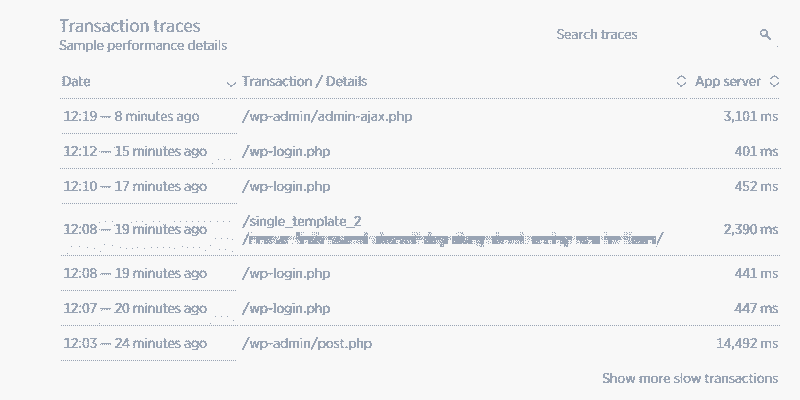 Transaction traces
Sample performance details
Search traces
Date Transaction / Details App server
12:19 — 8 minutes ago /wp-admin/admin-ajax.php 3,101 ms
12:12 — 15 minutes ago /wp-login.php 401 ms
12:10 — 17 minutes ago /wp-login.php 452 ms
12:08 — 19 minutes ago /single_template_2 2,390 ms
12:08 — 19 minutes ago /wp-login.php 441 ms
12:07 — 20 minutes ago /wp-login.php 447 ms
12:03 — 24 minutes ago /wp-admin/post.php 14,492 ms
Show more slow transactions